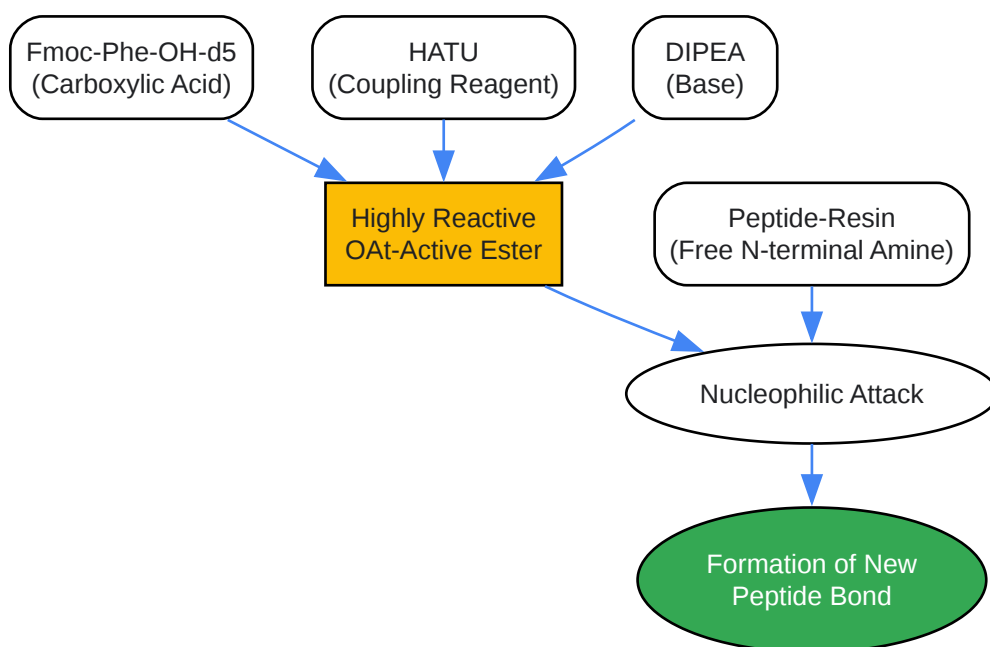 Fmoc-Phe-OH-d5
(Carboxylic Acid)
HATU
(Coupling Reagent)
DIPEA
(Base)
Highly Reactive
OAt-Active Ester
Peptide-Resin
(Free N-terminal Amine)
Nucleophilic Attack
Formation of New
Peptide Bond